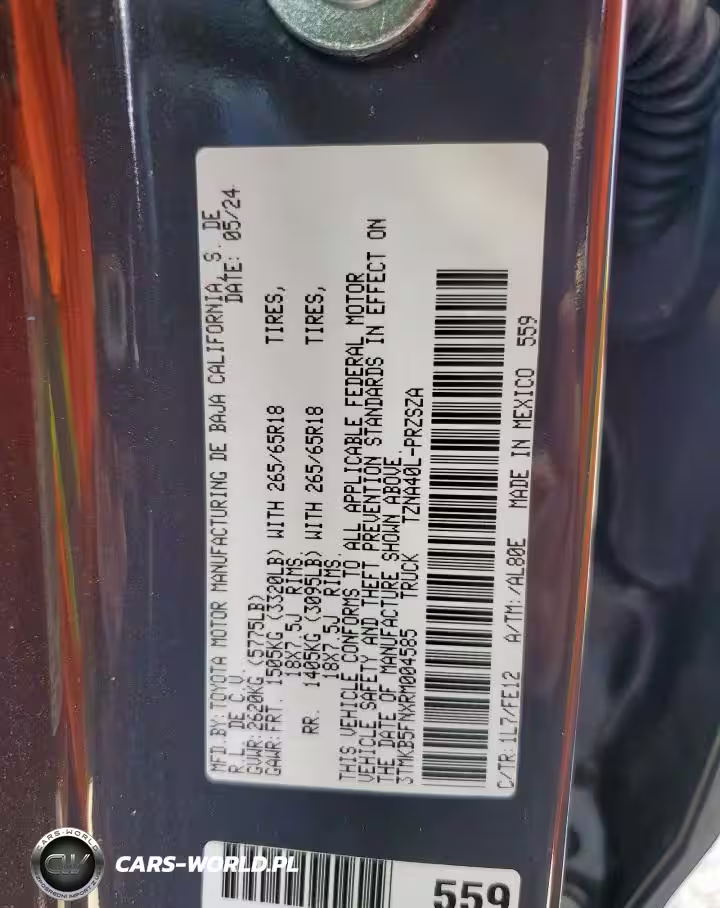 MFD.BY:TOYOTA MOTOR MANUFACTURING DE BAJA CALIFORNIA, S. DE
R.L. DE C.V. DATE: 05/24
GVWR:2620KG (5775LB)
GAWR:FRT. 1505KG (3320LB) WITH 265/65R18 TIRES,
18X7.5J RIMS
RR. 1405KG (3095LB) WITH 265/65R18 TIRES,
18X7.5J RIMS.
THIS VEHICLE CONFORMS TO ALL APPLICABLE FEDERAL MOTOR
VEHICLE SAFETY AND THEFT PREVENTION STANDARDS IN EFFECT ON
THE DATE OF MANUFACTURE SHOWN ABOVE.
3TMKB5FNXRM004585 TRUCK TZNA40L-PRZSZA
C/TR:1L7/FE12 A/TM:/AL80E MADE IN MEXICO 559
559
CARS-WORLD.PL
CARS-WORLD
CW